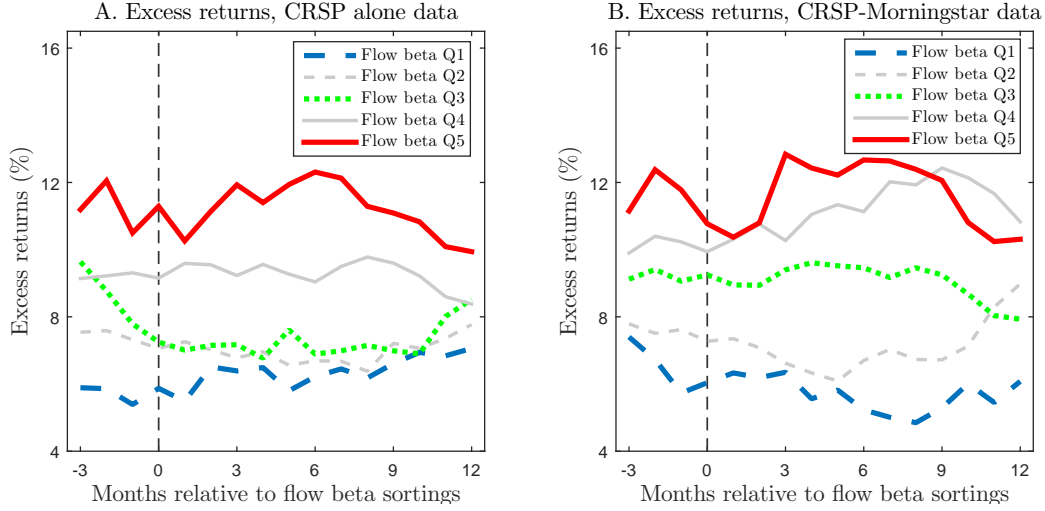 A. Excess returns, CRSP alone data
16
12
8
4
Excess returns (%)
Flow beta Q1
Flow beta Q2
Flow beta Q3
Flow beta Q4
Flow beta Q5
-3 0 3 6 9 12
Months relative to flow beta sortings
B. Excess returns, CRSP-Morningstar data
16
12
8
4
Excess returns (%)
Flow beta Q1
Flow beta Q2
Flow beta Q3
Flow beta Q4
Flow beta Q5
-3 0 3 6 9 12
Months relative to flow beta sortings